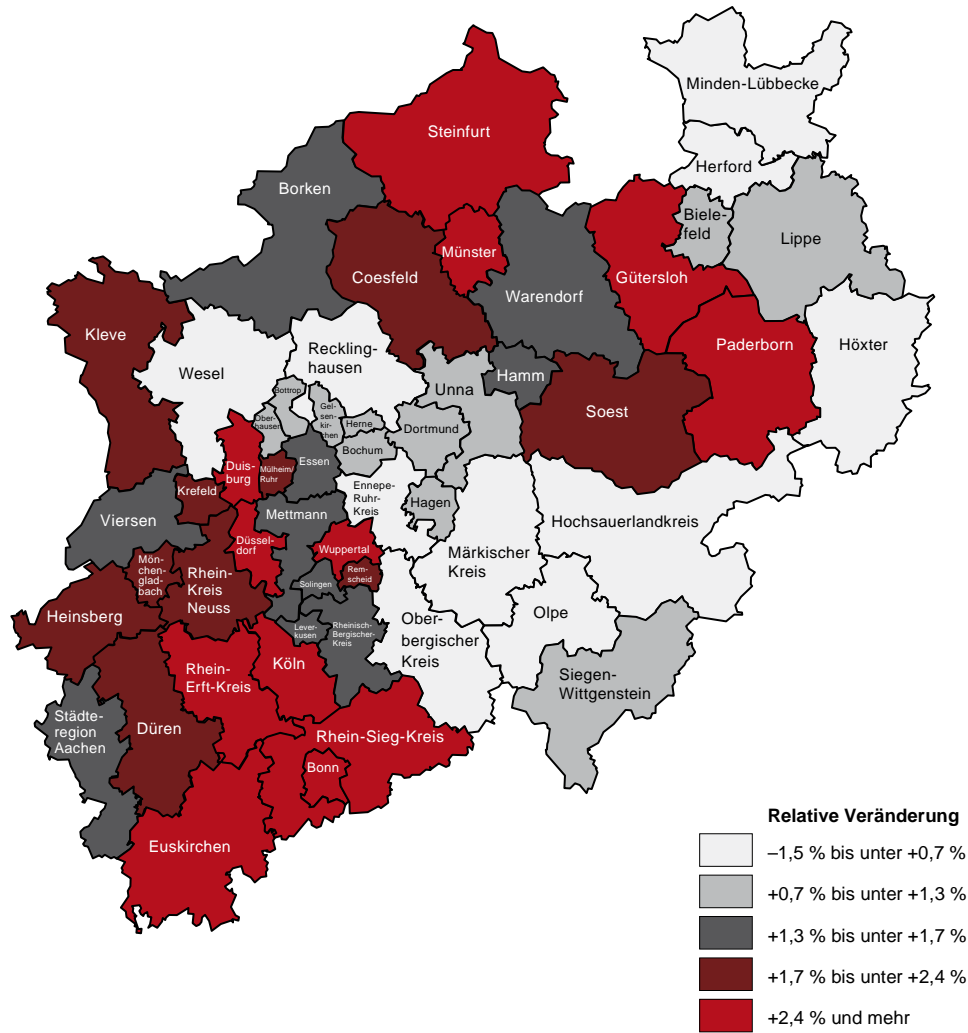 Minden-Lübbecke
Steinfurt
Herford
Borken
Biele-
feld
Lippe
Münster
Coesfeld
Gütersloh
Warendorf
Kleve
Paderborn
Höxter
Reckling-
hausen
Wesel
Hamm
Unna
Soest
Bottrop
Gel-
sen-
kir-
chen
Ober-
hausen
Herne
Dortmund
Bochum
Essen
Duis-
burg
Mülheim/
Ruhr
Krefeld
Ennepe-
Ruhr-
Kreis
Hagen
Viersen
Mettmann
Hochsauerlandkreis
Düssel-
dorf
Wuppertal
Märkischer
Kreis
Mön-
chen-
glad-
bach
Rhein-
Kreis
Neuss
Rem-
scheid
Solingen
Heinsberg
Olpe
Lever-
kusen
Rheinisch-
Bergischer-
Kreis
Ober-
bergischer
Kreis
Rhein-
Erft-Kreis
Köln
Siegen-
Wittgenstein
Städte-
region
Aachen
Düren
Rhein-Sieg-Kreis
Bonn
Euskirchen
Relative Veränderung
–1,5 % bis unter +0,7 %
+0,7 % bis unter +1,3 %
+1,3 % bis unter +1,7 %
+1,7 % bis unter +2,4 %
+2,4 % und mehr